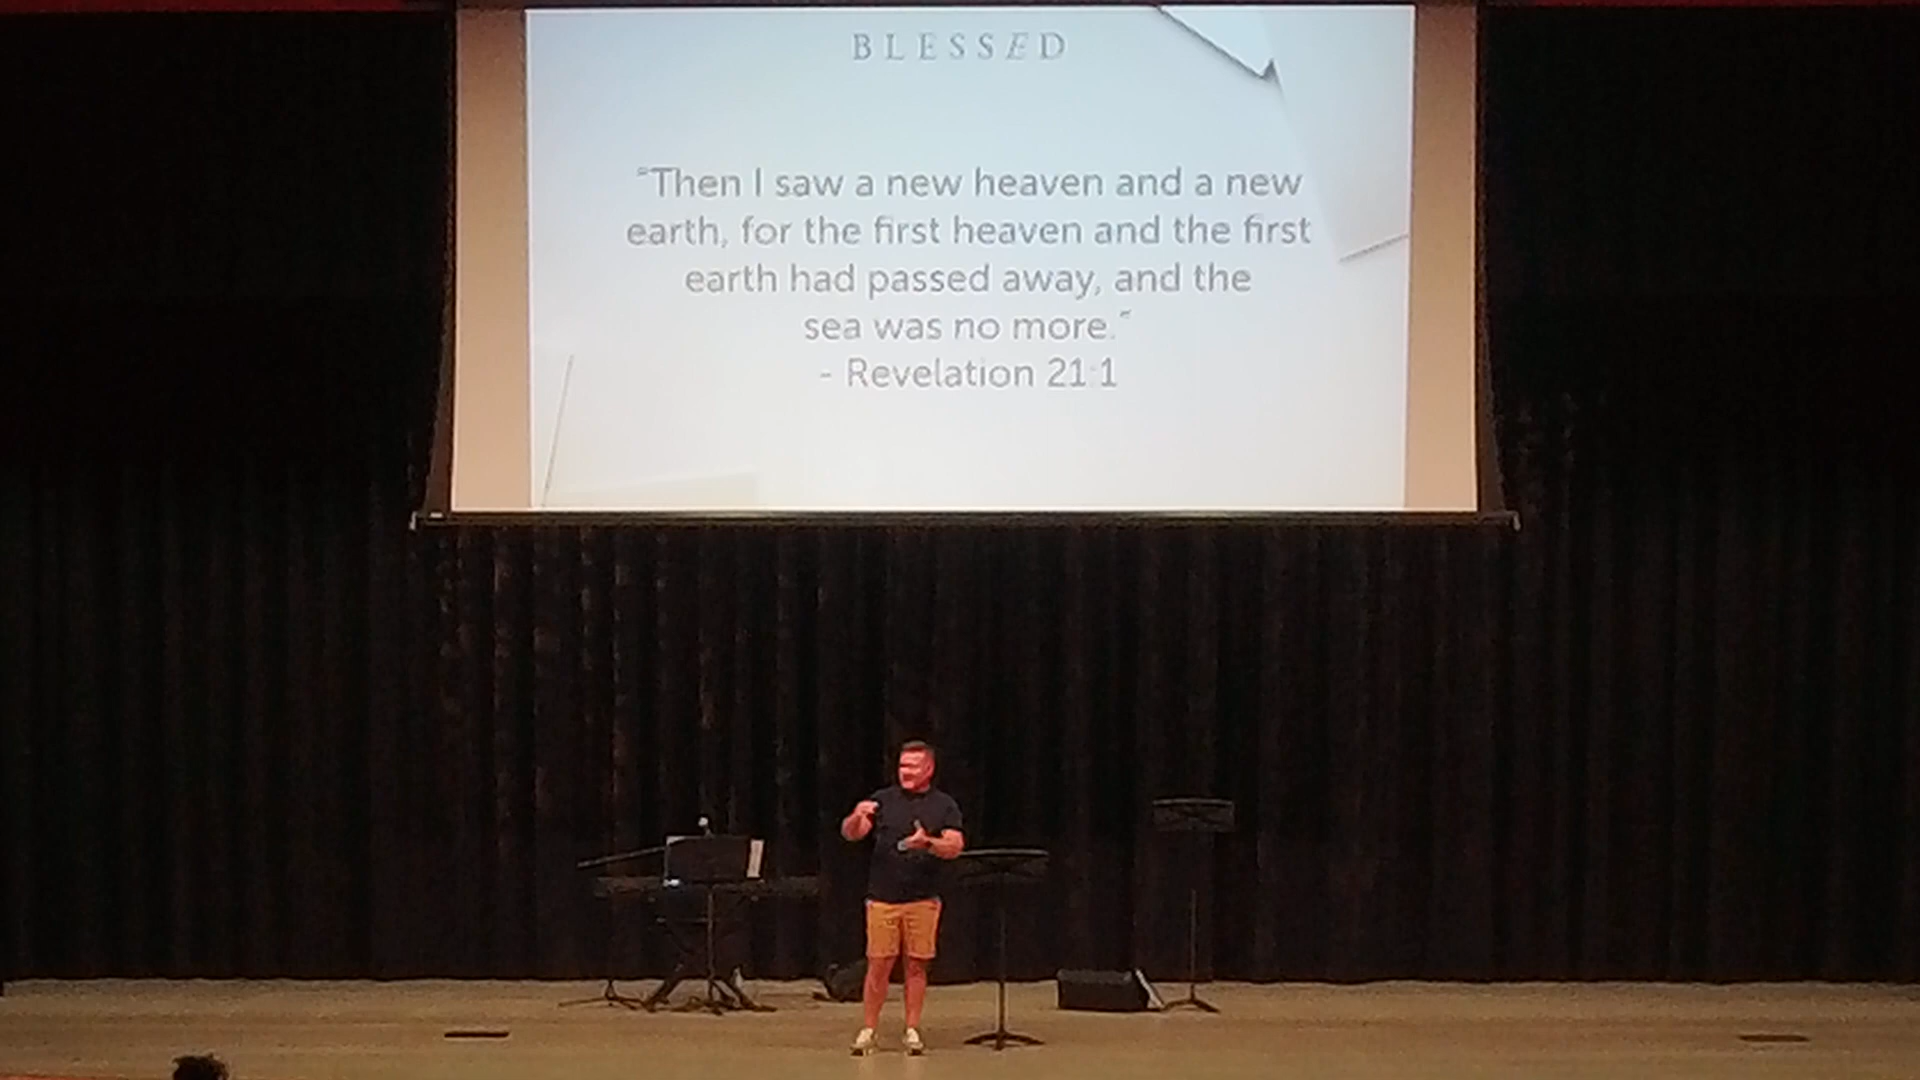 BLESSED
"Then I saw a new heaven and a new
earth, for the first heaven and the first
earth had passed away, and the
sea was no more."
- Revelation 21:1